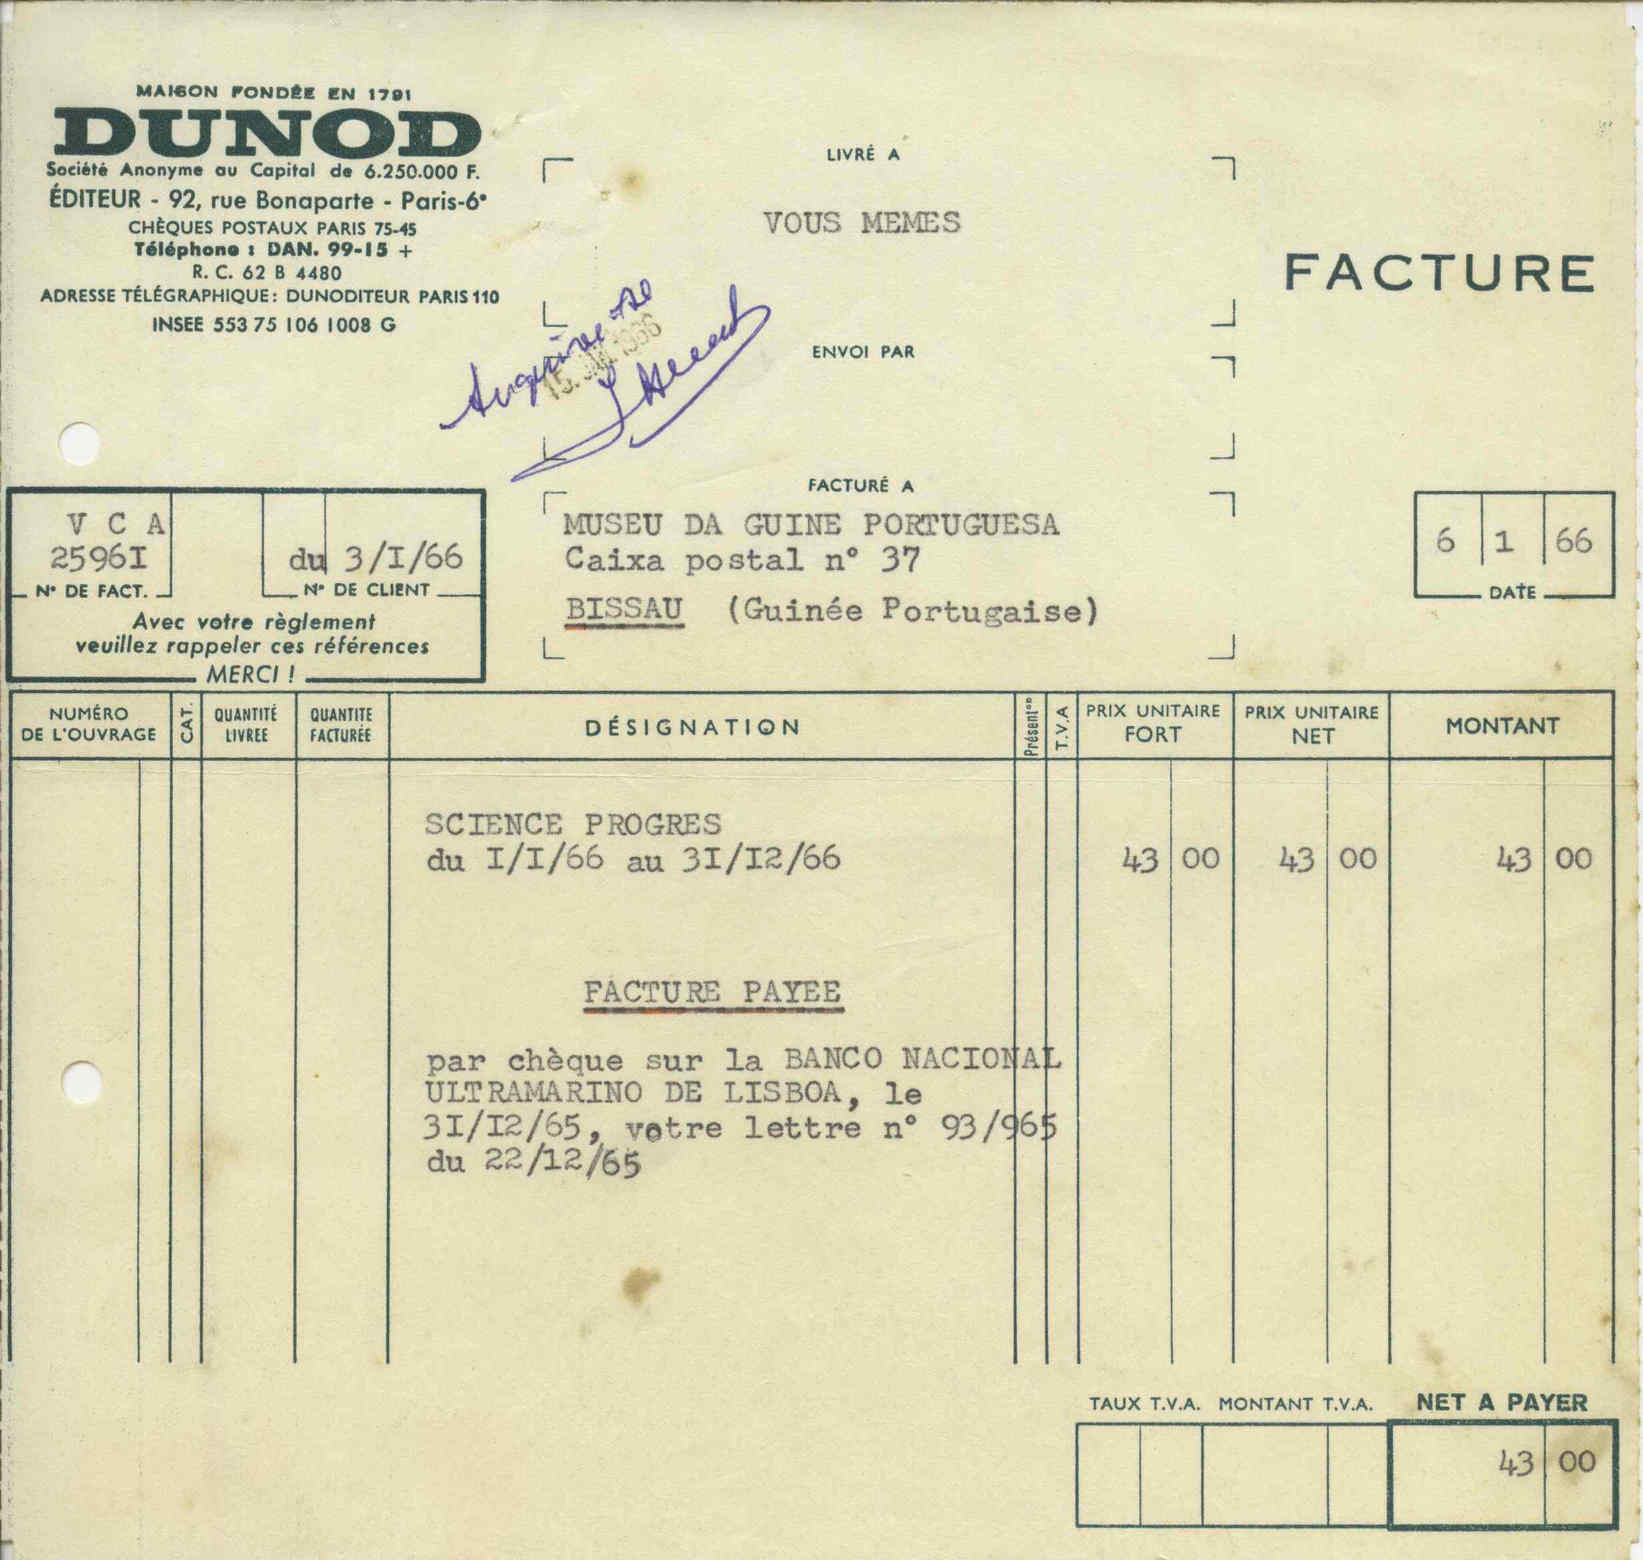 MAISON FONDÉE EN 1791
DUNOD
Société Anonyme au Capital de 6.250.000 F.
ÉDITEUR - 92, rue Bonaparte - Paris-6e
CHÈQUES POSTAUX PARIS 75-45
Téléphone : DAN. 99-15 +
R. C. 62 B 4480
ADRESSE TÉLÉGRAPHIQUE: DUNODITEUR PARIS 110
INSEE 553 75 106 1008 G
LIVRÉ A
VOUS MEMES
FACTURE
ENVOI PAR
FACTURÉ A
MUSEU DA GUINE PORTUGUESA
Caixa postal n° 37
BISSAU (Guinée Portugaise)
V C A
25961 du 3/I/66
N° DE FACT. N° DE CLIENT
Avec votre règlement
veuillez rappeler ces références
MERCI !
6 1 66
DATE
NUMÉRO DE L'OUVRAGE CAT. QUANTITÉ LIVREE QUANTITE FACTURÉE DÉSIGNATION Présenton T.V.A PRIX UNITAIRE FORT PRIX UNITAIRE NET MONTANT
SCIENCE PROGRES
du I/I/66 au 3I/I2/66 43 00 43 00 43 00
FACTURE PAYEE
par chèque sur la BANCO NACIONAL
ULTRAMARINO DE LISBOA, le
3I/I2/65, votre lettre n° 93/965
du 22/12/65
TAUX T.V.A. MONTANT T.V.A. NET A PAYER
43 00